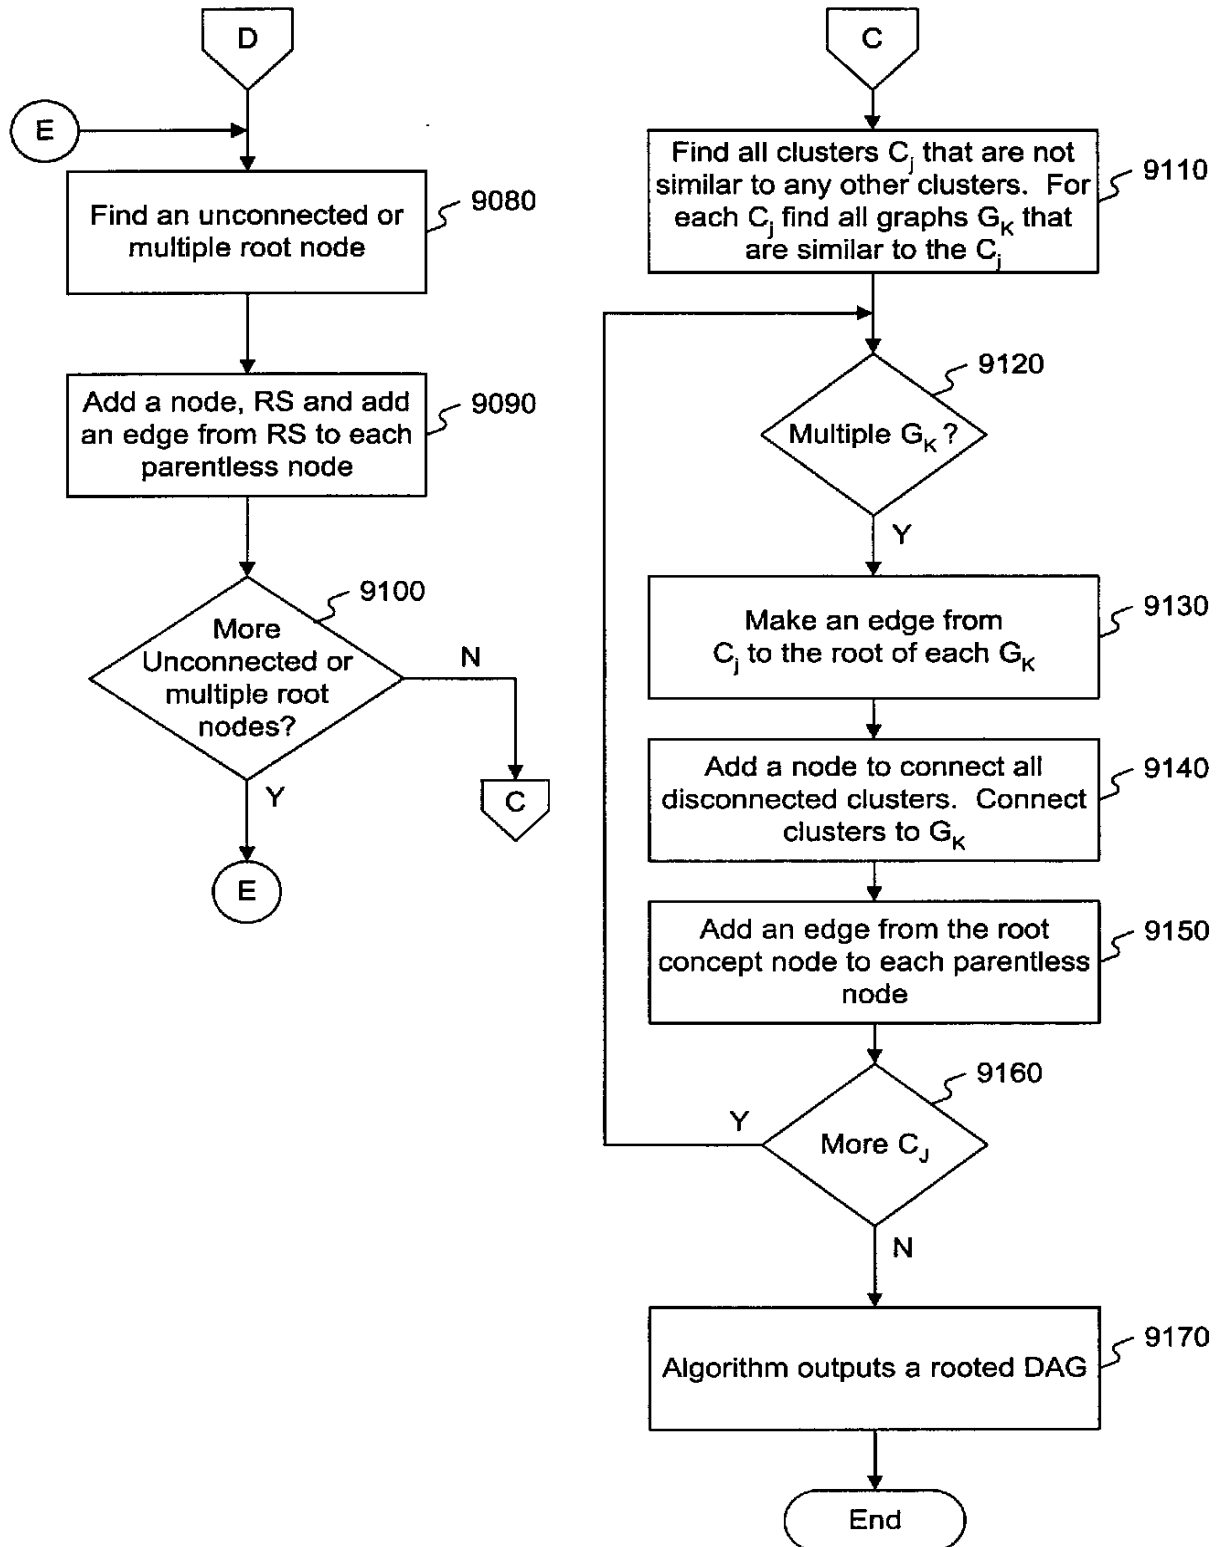 D
E
Find an unconnected or
multiple root node
9080
Add a node, RS and add
an edge from RS to each
parentless node
9090
More
Unconnected or
multiple root
nodes?
9100
N
Y
C
E
C
Find all clusters Cj that are not
similar to any other clusters. For
each Cj find all graphs GK that
are similar to the Cj
9110
9120
Multiple GK ?
Y
Make an edge from
Cj to the root of each GK
9130
Add a node to connect all
disconnected clusters. Connect
clusters to GK
9140
Add an edge from the root
concept node to each parentless
node
9150
9160
Y
More CJ
N
Algorithm outputs a rooted DAG
9170
End